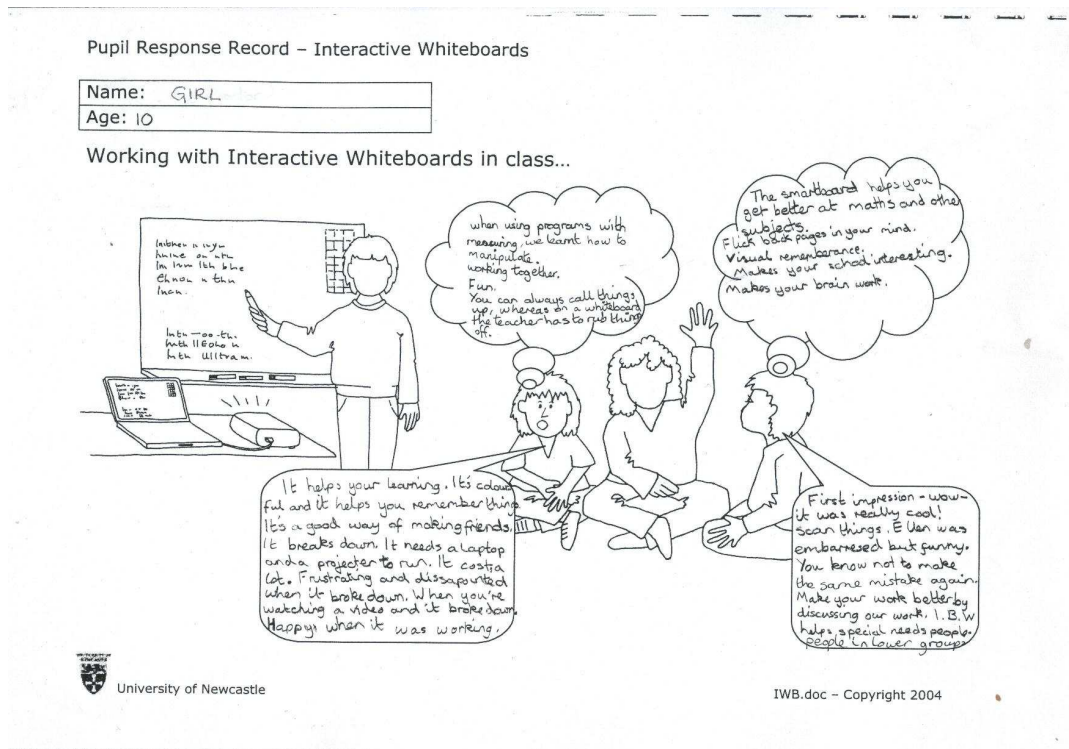 Pupil Response Record – Interactive Whiteboards
Name: GIRL
Age: 10
Working with Interactive Whiteboards in class...
when using programs with
measuring, we learnt how to
manipulate.
working together.
Fun.
You can always call things
up, whereas on a whiteboard
the teacher has to rub things
off.
The smartboard helps you
get better at maths and other
subjects.
Flick back pages in your mind.
Visual rememberance.
Makes your school interesting.
Makes your brain work.
It helps your learning. It's colour
ful and it helps you remember things
It's a good way of making friends.
It breaks down. It needs a laptop
and a projecter to run. It costs a
lot. Frustrating and dissapointed
when it broke down. When you're
watching a video and it broke down.
Happy, when it was working.
First impression - wow -
it was really cool!
Scan things. Ellen was
embarresed but funny.
You know not to make
the same mistake again.
Make your work better by
discussing our work. I.B.W
helps special needs people.
people in lower groups
University of Newcastle
IWB.doc – Copyright 2004